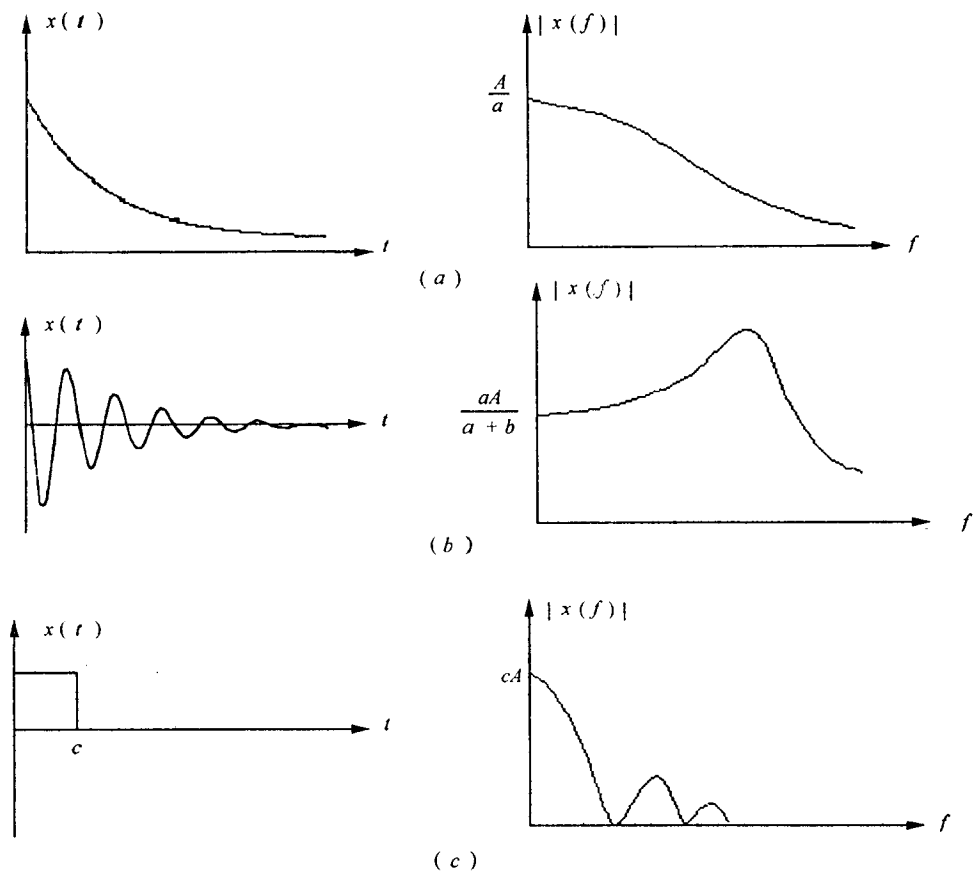 x(t)
|x(f)|
A
a
t
f
(a)
x(t)
|x(f)|
aA
a + b
t
f
(b)
x(t)
|x(f)|
cA
c
t
f
(c)